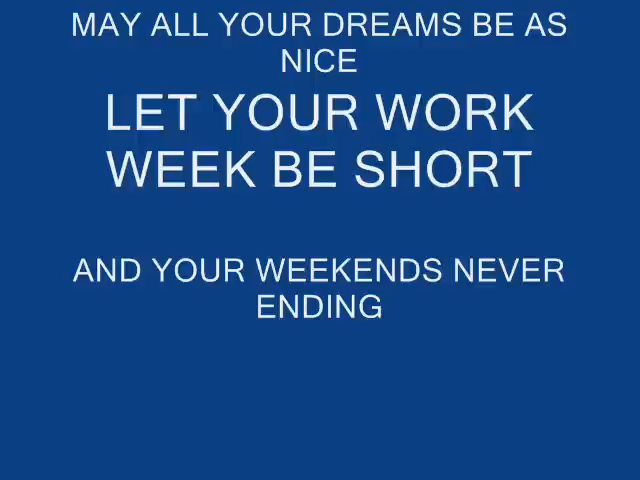 MAY ALL YOUR DREAMS BE AS
NICE
LET YOUR WORK
WEEK BE SHORT
AND YOUR WEEKENDS NEVER
ENDING